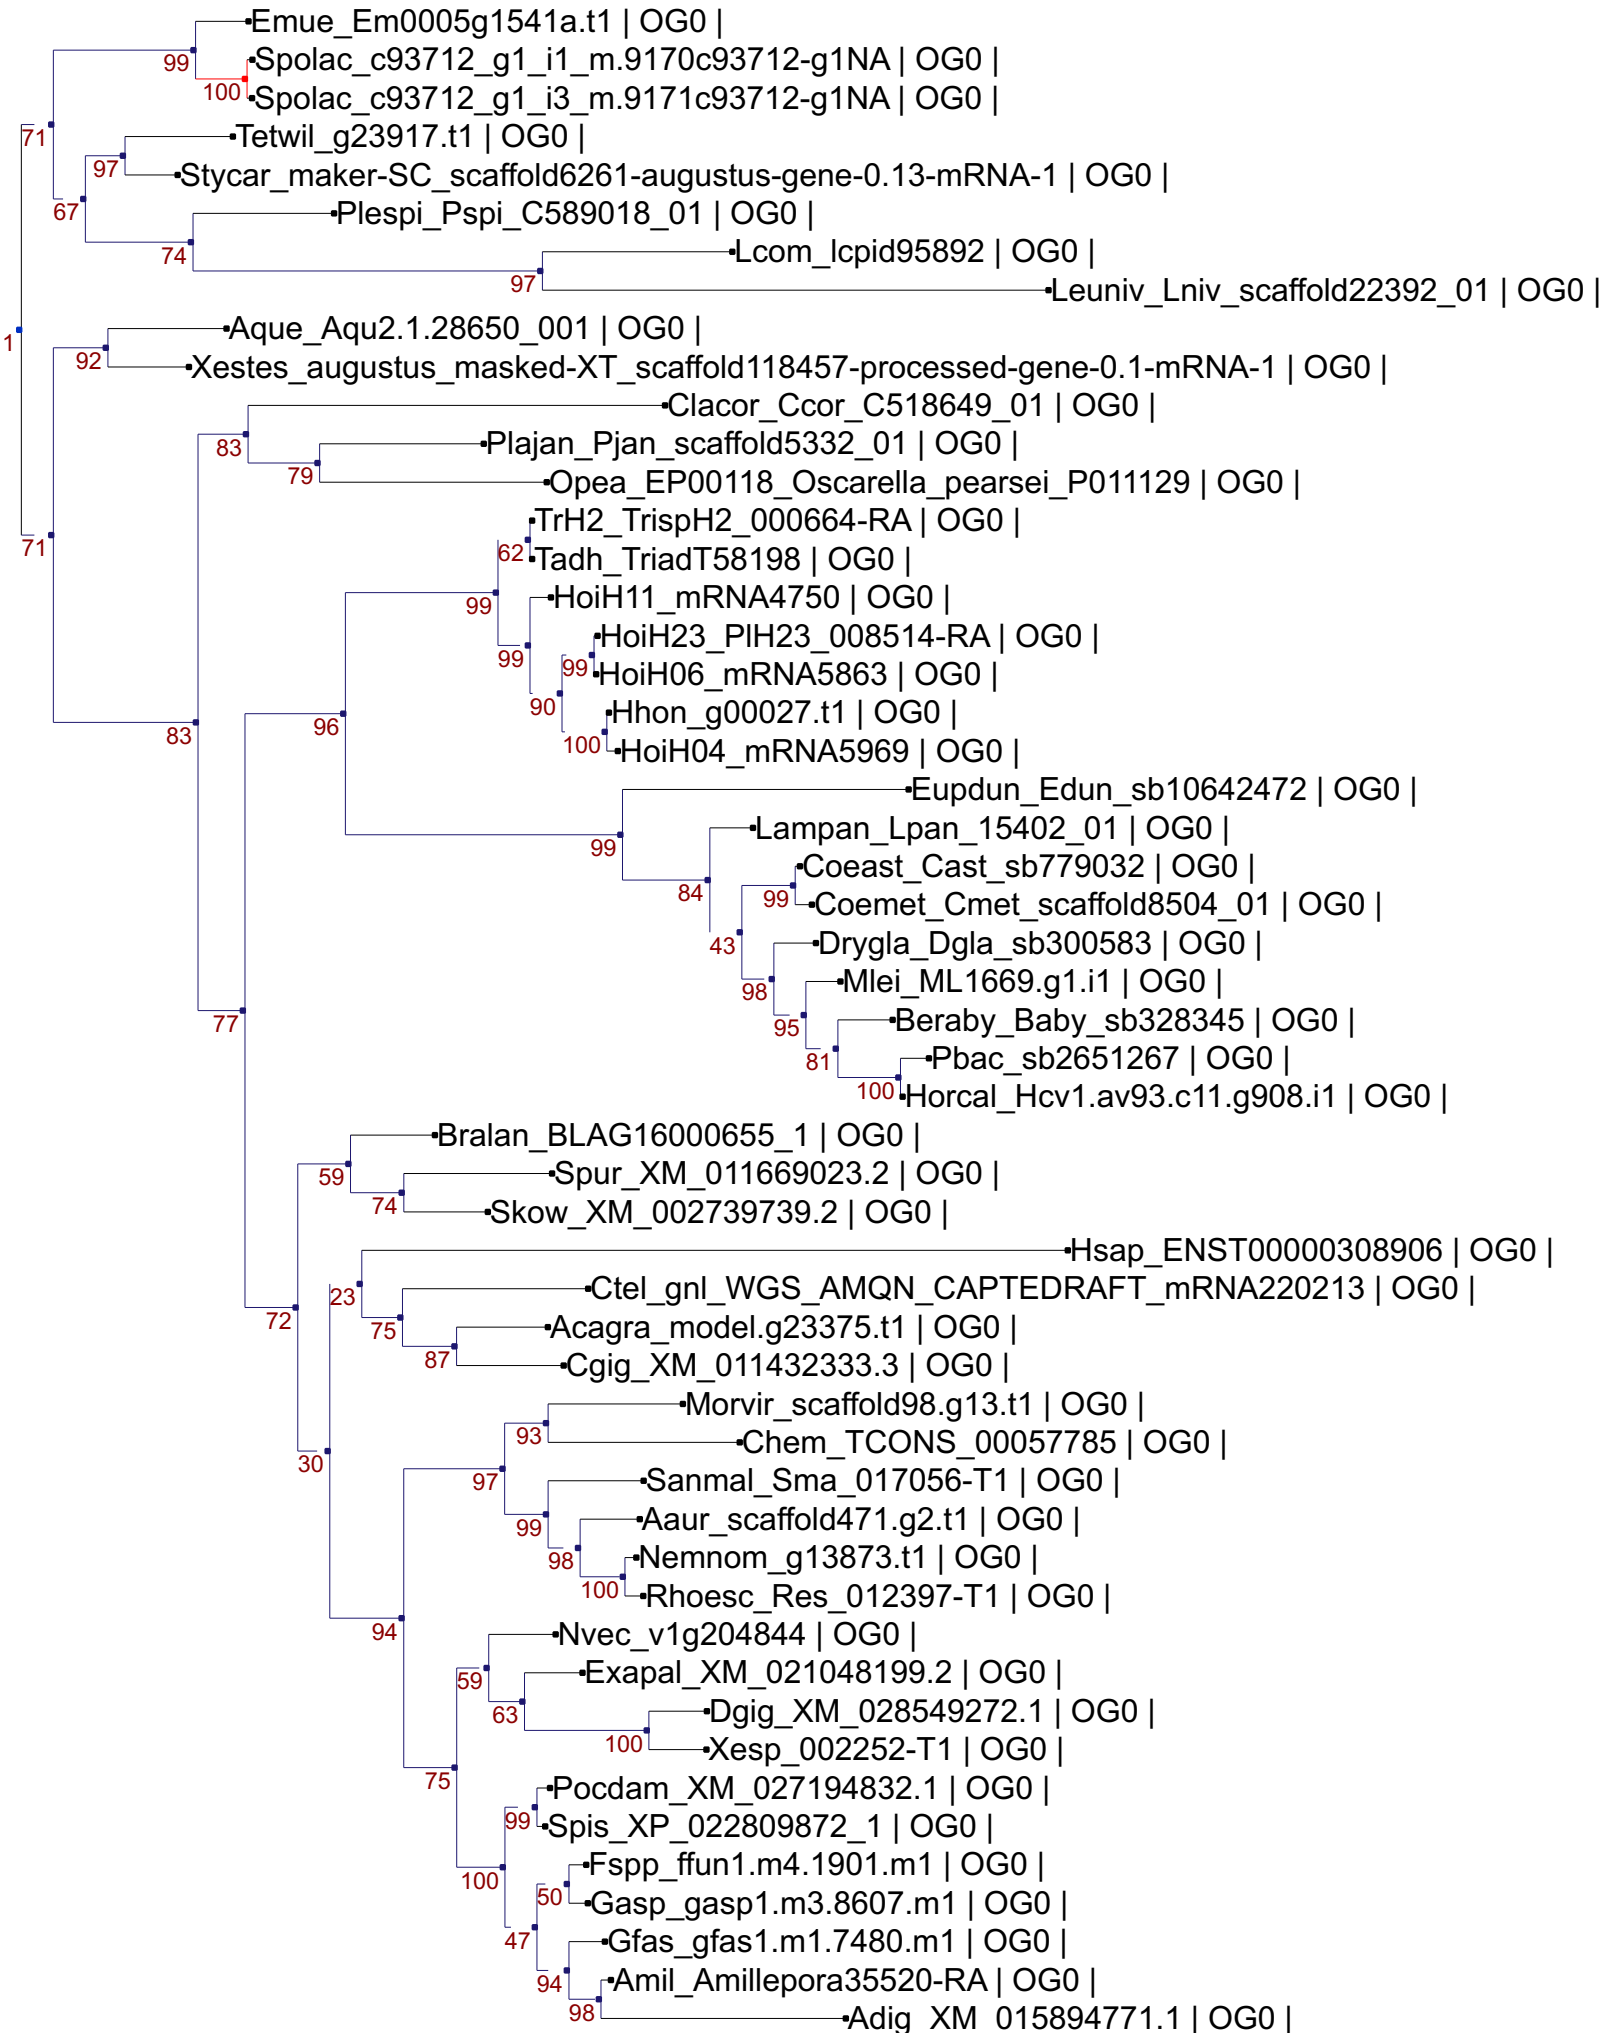 Emue_Em0005g1541a.t1 | OG0 |
99
Spolac_c93712_g1_i1_m.9170c93712-g1NA | OG0 |
100
Spolac_c93712_g1_i3_m.9171c93712-g1NA | OG0 |
71
Tetwil_g23917.t1 | OG0 |
97
Stycar_maker-SC_scaffold6261-augustus-gene-0.13-mRNA-1 | OG0 |
67
Plespi_Pspi_C589018_01 | OG0 |
74
Lcom_lcpid95892 | OG0 |
97
Leuniv_Lniv_scaffold22392_01 | OG0 |
1
Aque_Aqu2.1.28650_001 | OG0 |
92
Xestes_augustus_masked-XT_scaffold118457-processed-gene-0.1-mRNA-1 | OG0 |
Clacor_Ccor_C518649_01 | OG0 |
83
Plajan_Pjan_scaffold5332_01 | OG0 |
79
Opea_EP00118_Oscarella_pearsei_P011129 | OG0 |
71
TrH2_TrispH2_000664-RA | OG0 |
62
Tadh_TriadT58198 | OG0 |
99
HoiH11_mRNA4750 | OG0 |
99
HoiH23_PlH23_008514-RA | OG0 |
99
HoiH06_mRNA5863 | OG0 |
90
Hhon_g00027.t1 | OG0 |
100
HoiH04_mRNA5969 | OG0 |
83
96
Eupdun_Edun_sb10642472 | OG0 |
99
Lampan_Lpan_15402_01 | OG0 |
84
Coeast_Cast_sb779032 | OG0 |
99
Coemet_Cmet_scaffold8504_01 | OG0 |
43
Drygla_Dgla_sb300583 | OG0 |
98
Mlei_ML1669.g1.i1 | OG0 |
95
Beraby_Baby_sb328345 | OG0 |
81
Pbac_sb2651267 | OG0 |
100
Horcal_Hcv1.av93.c11.g908.i1 | OG0 |
77
Bralan_BLAG16000655_1 | OG0 |
59
Spur_XM_011669023.2 | OG0 |
74
Skow_XM_002739739.2 | OG0 |
72
Hsap_ENST00000308906 | OG0 |
23
Ctel_gnl_WGS_AMQN_CAPTEDRAFT_mRNA220213 | OG0 |
75
Acagra_model.g23375.t1 | OG0 |
87
Cgig_XM_011432333.3 | OG0 |
30
Morvir_scaffold98.g13.t1 | OG0 |
93
Chem_TCONS_00057785 | OG0 |
97
Sanmal_Sma_017056-T1 | OG0 |
99
Aaur_scaffold471.g2.t1 | OG0 |
98
Nemnom_g13873.t1 | OG0 |
100
Rhoesc_Res_012397-T1 | OG0 |
94
Nvec_v1g204844 | OG0 |
59
Exapal_XM_021048199.2 | OG0 |
63
Dgig_XM_028549272.1 | OG0 |
100
Xesp_002252-T1 | OG0 |
75
Pocdam_XM_027194832.1 | OG0 |
99
Spis_XP_022809872_1 | OG0 |
100
Fspp_ffun1.m4.1901.m1 | OG0 |
50
Gasp_gasp1.m3.8607.m1 | OG0 |
47
Gfas_gfas1.m1.7480.m1 | OG0 |
94
Amil_Amillepora35520-RA | OG0 |
98
Adig_XM_015894771.1 | OG0 |